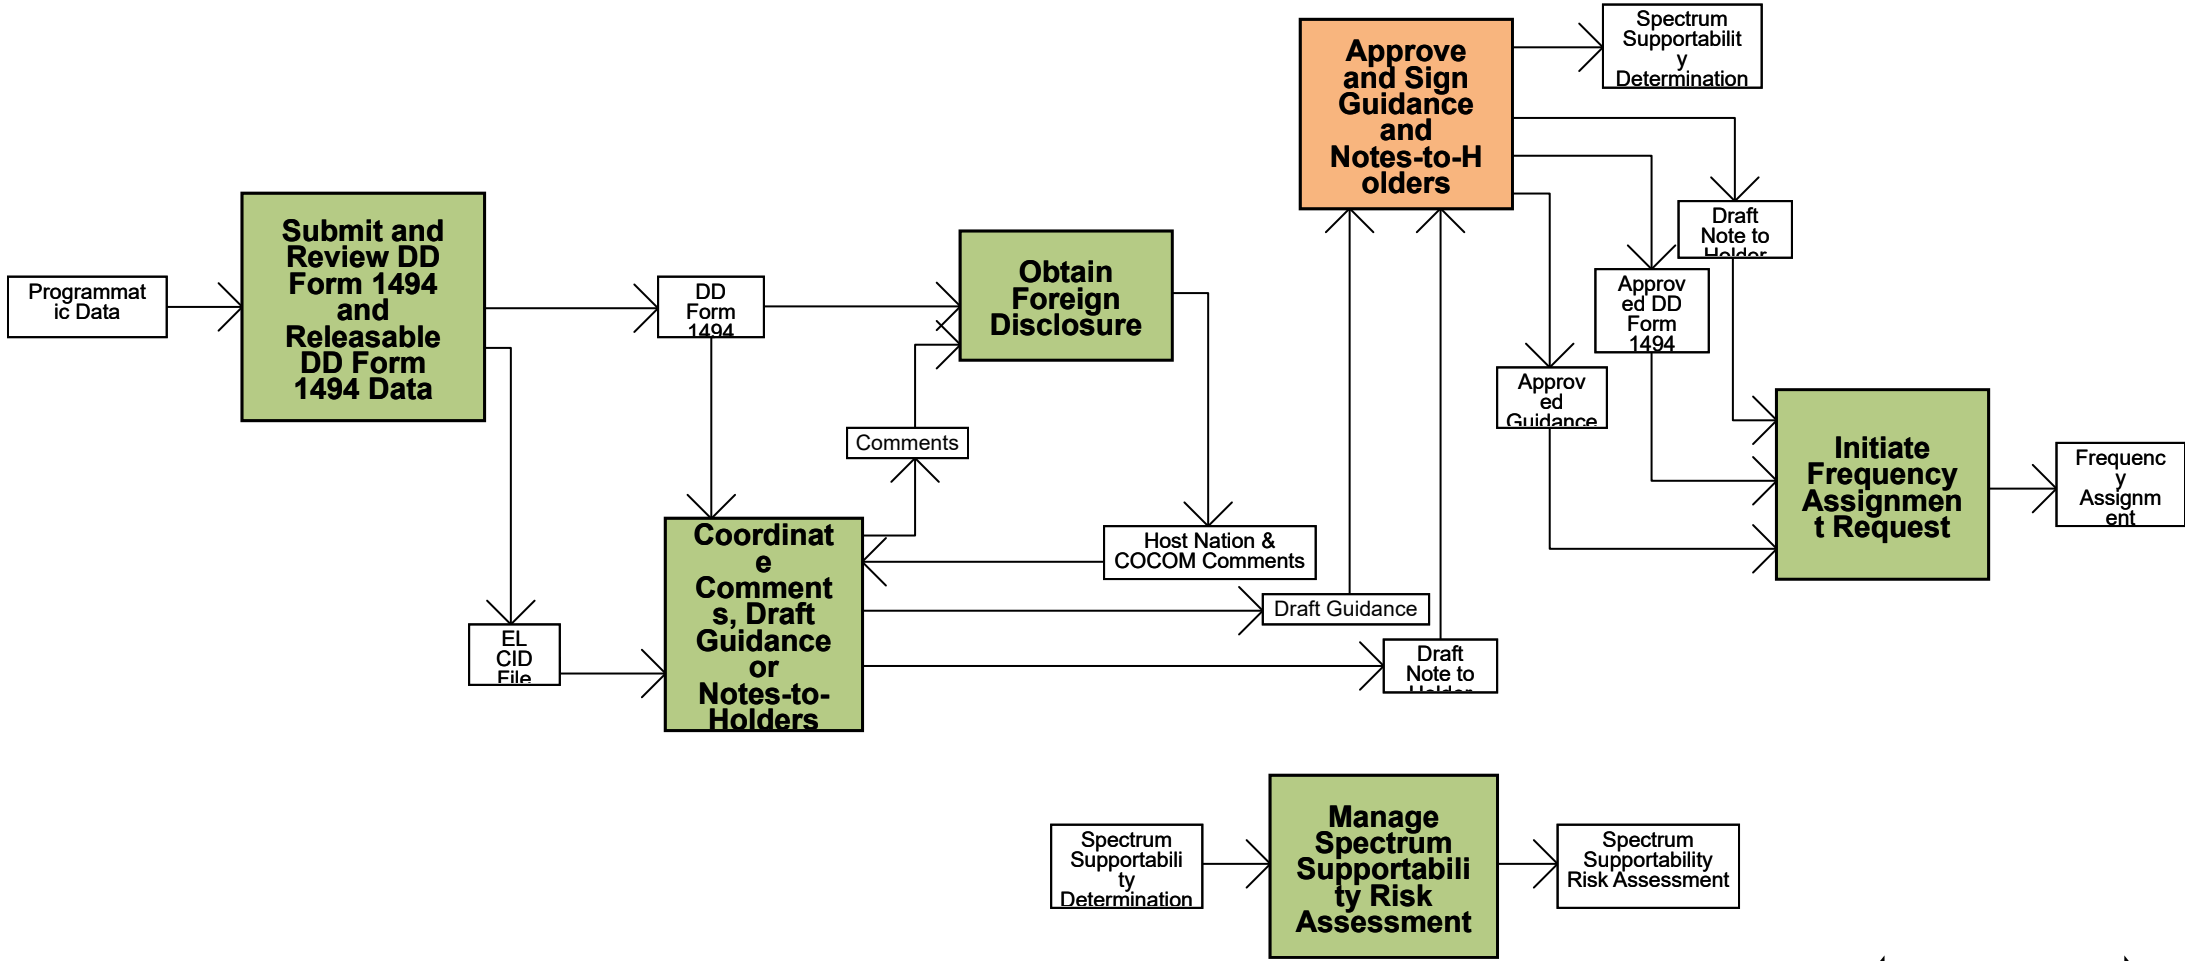 Programmat
ic Data
Submit and
Review DD
Form 1494
and
Releasable
DD Form
1494 Data
DD
Form
1494
EL
CID
File
Comments
Obtain
Foreign
Disclosure
Coordinat
e
Comment
s, Draft
Guidance
or
Notes-to-
Holders
Host Nation &
COCOM Comments
Draft Guidance
Draft
Note to
Holder
Approve
and Sign
Guidance
and
Notes-to-H
olders
Spectrum
Supportabilit
y
Determination
Draft
Note to
Holder
Approv
ed DD
Form
1494
Approv
ed
Guidance
Initiate
Frequency
Assignmen
t Request
Frequenc
y
Assignm
ent
Spectrum
Supportabili
ty
Determination
Manage
Spectrum
Supportabili
ty Risk
Assessment
Spectrum
Supportability
Risk Assessment